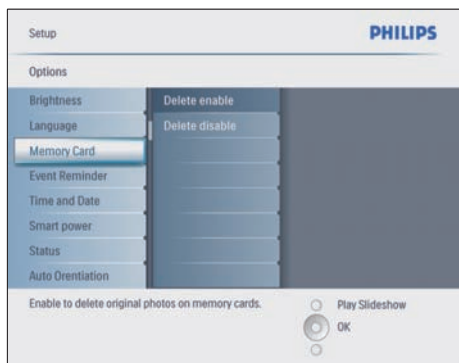 Setup
PHILIPS
Options
Brightness
Delete enable
Language
Delete disable
Memory Card
Event Reminder
Time and Date
Smart power
Status
Auto Orentiation
Enable to delete original photos on memory cards.
Play Slideshow
OK